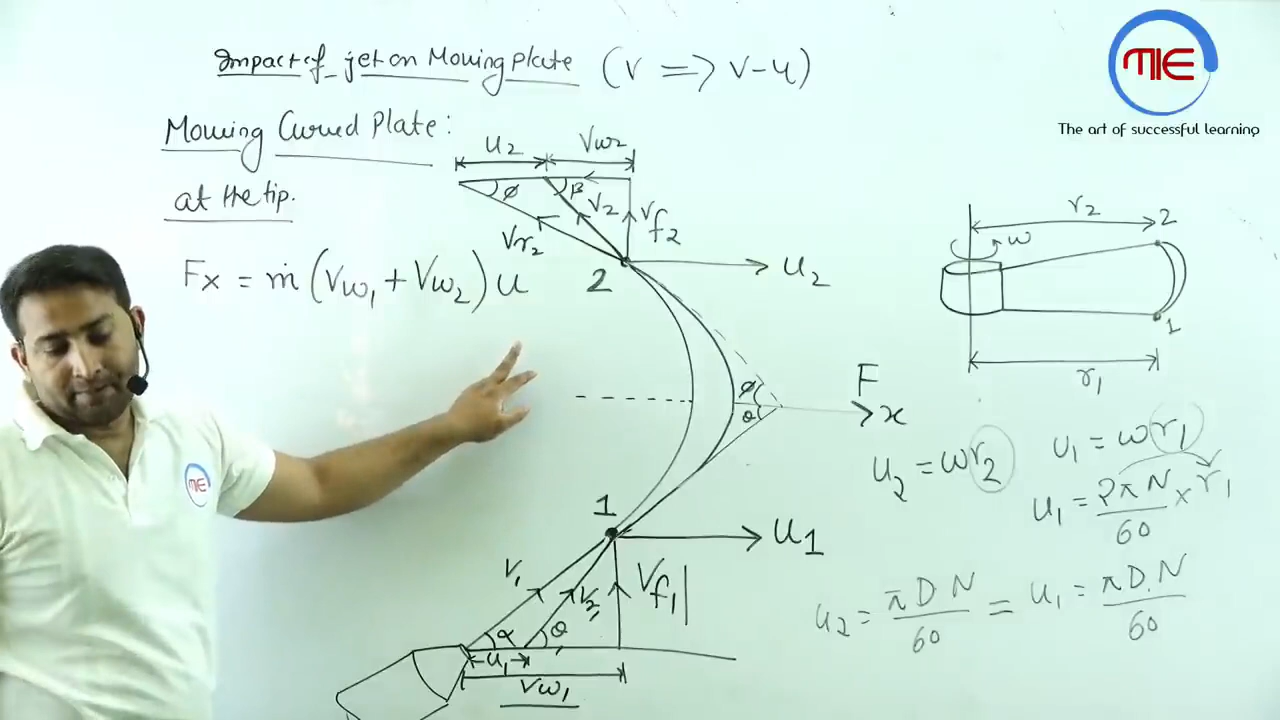 Impact of jet on Moving Plate (V => V-u)
MIE
The art of successful learning
Moving Curved Plate:
at the tip.
u2 Vw2
φ β V2 Vf2
Vr2
Fx = ṁ (Vw1 + Vw2) u
2 u2
r2 2
ω
1
r1
F
φ
θ x
u2 = ωr2
u1 = ωr1
u1 = 2πN/60 × r1
1 u1
V1 Vf1
α θ
u1
Vw1
u2 = πDN/60 = u1 = πD.N/60
MIE